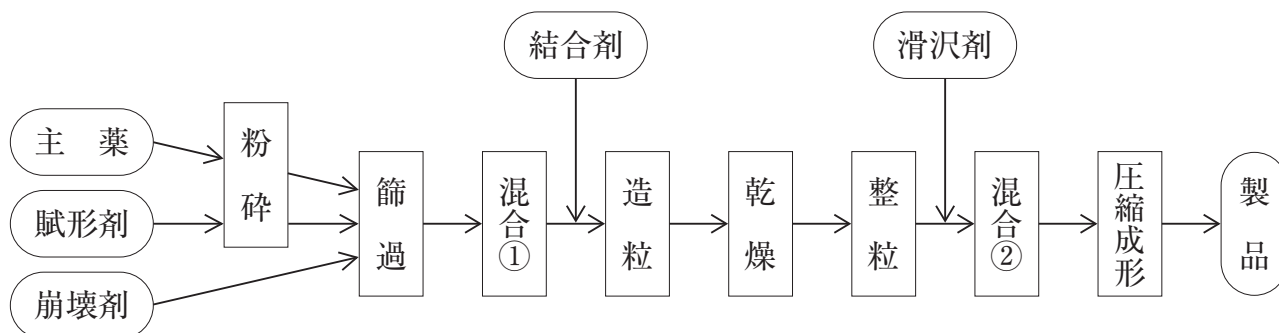 結合剤
滑沢剤
主 薬
賦形剤
崩壊剤
粉砕
篩過
混合①
造粒
乾燥
整粒
混合②
圧縮成形
製品